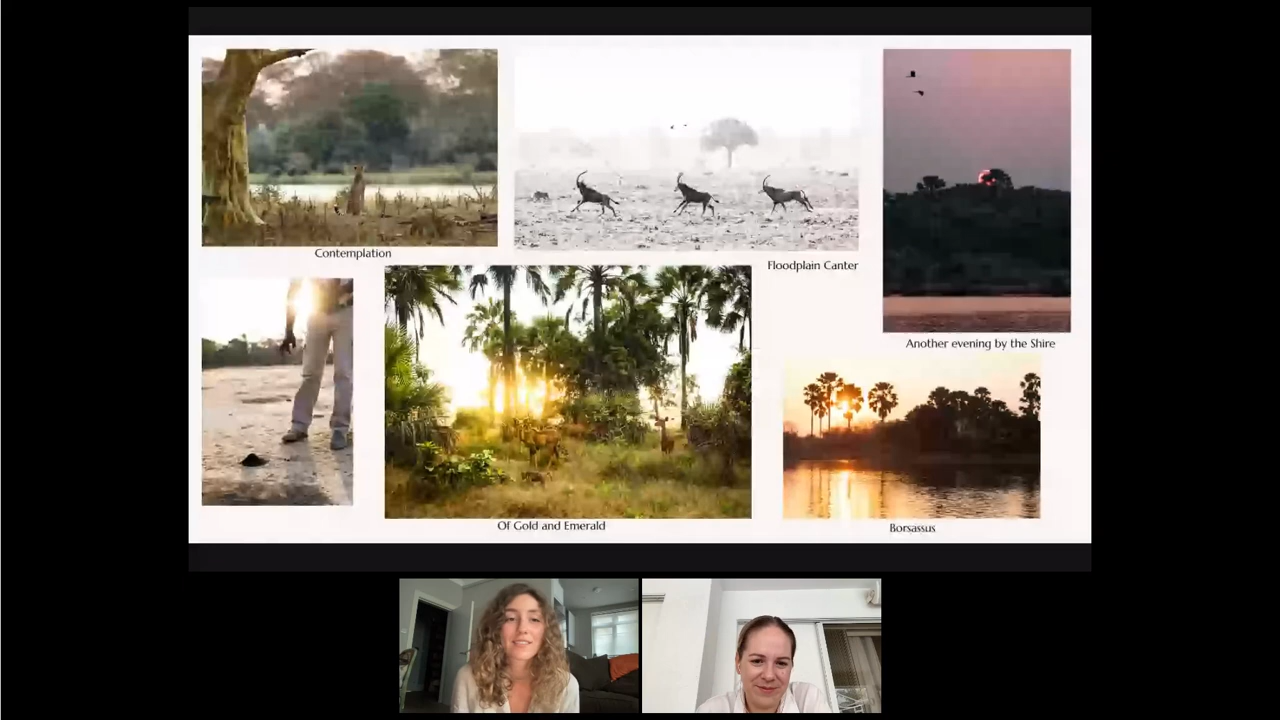 Contemplation
Floodplain Canter
Another evening by the Shire
Of Gold and Emerald
Borsassus